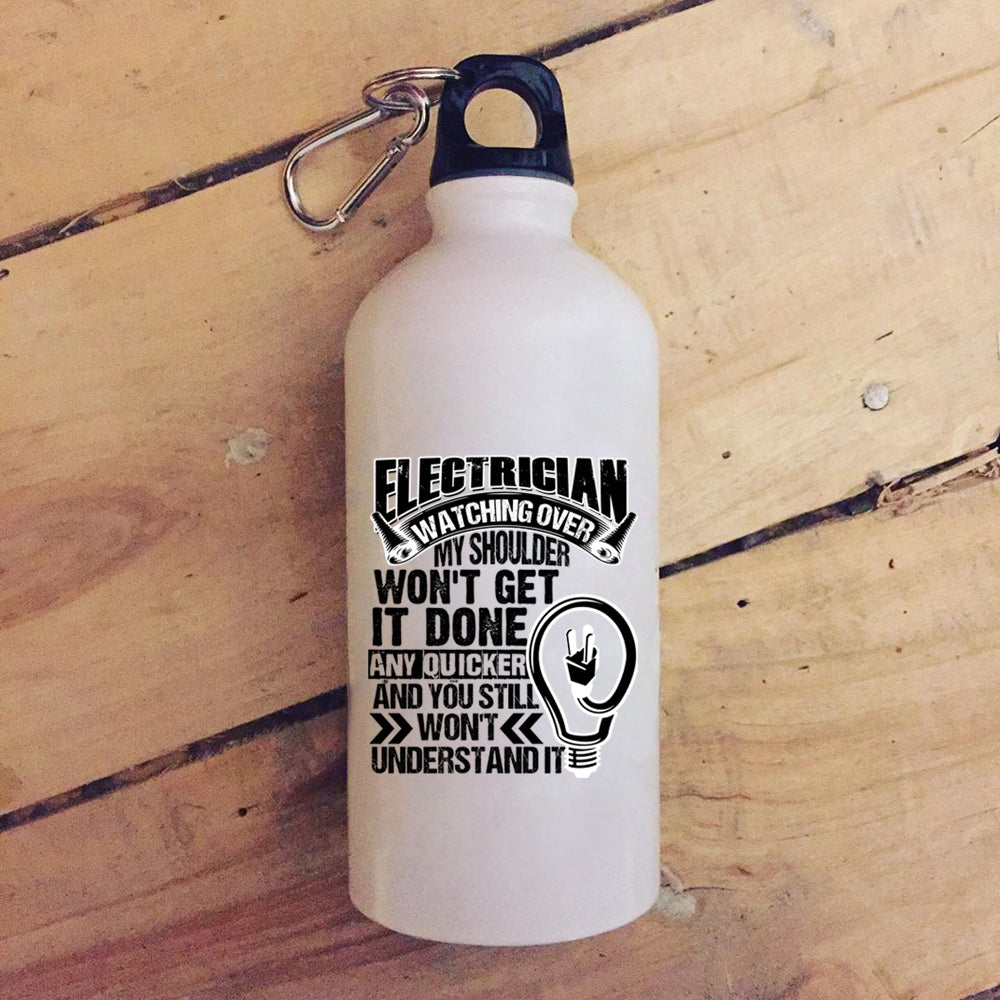 ELECTRICIAN
WATCHING OVER
MY SHOULDER
WON'T GET
IT DONE
ANY QUICKER
AND YOU STILL
WON'T
UNDERSTAND IT